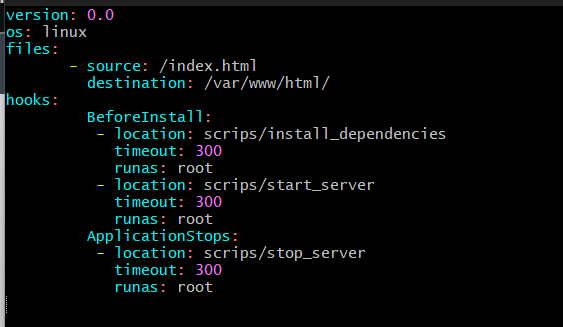 version: 0.0
os: linux
files:
- source: /index.html
destination: /var/www/html/
hooks:
BeforeInstall:
- location: scrips/install_dependencies
timeout: 300
runas: root
- location: scrips/start_server
timeout: 300
runas: root
ApplicationStops:
- location: scrips/stop_server
timeout: 300
runas: root